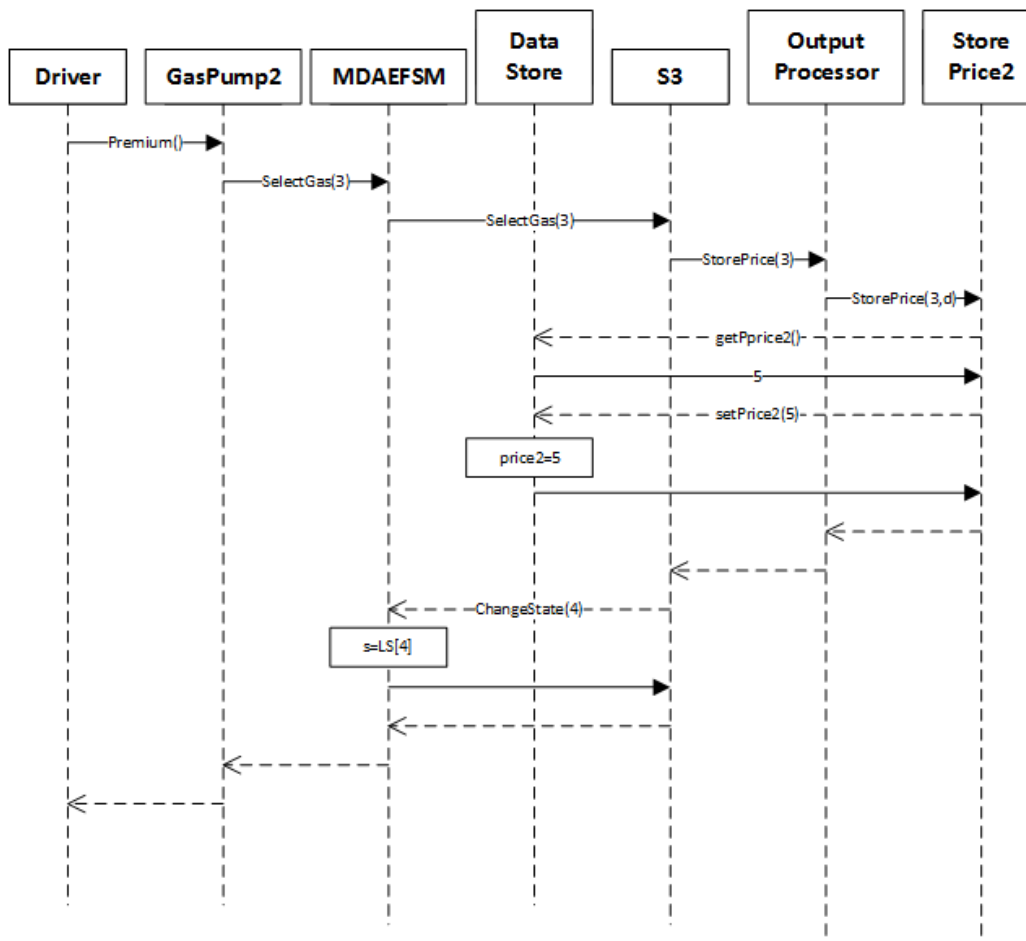 Driver
GasPump2
MDAEFSM
Data
Store
S3
Output
Processor
Store
Price2
Premium()
SelectGas(3)
SelectGas(3)
StorePrice(3)
StorePrice(3,d)
getPprice2()
5
setPrice2(5)
price2=5
ChangeState(4)
s=LS[4]